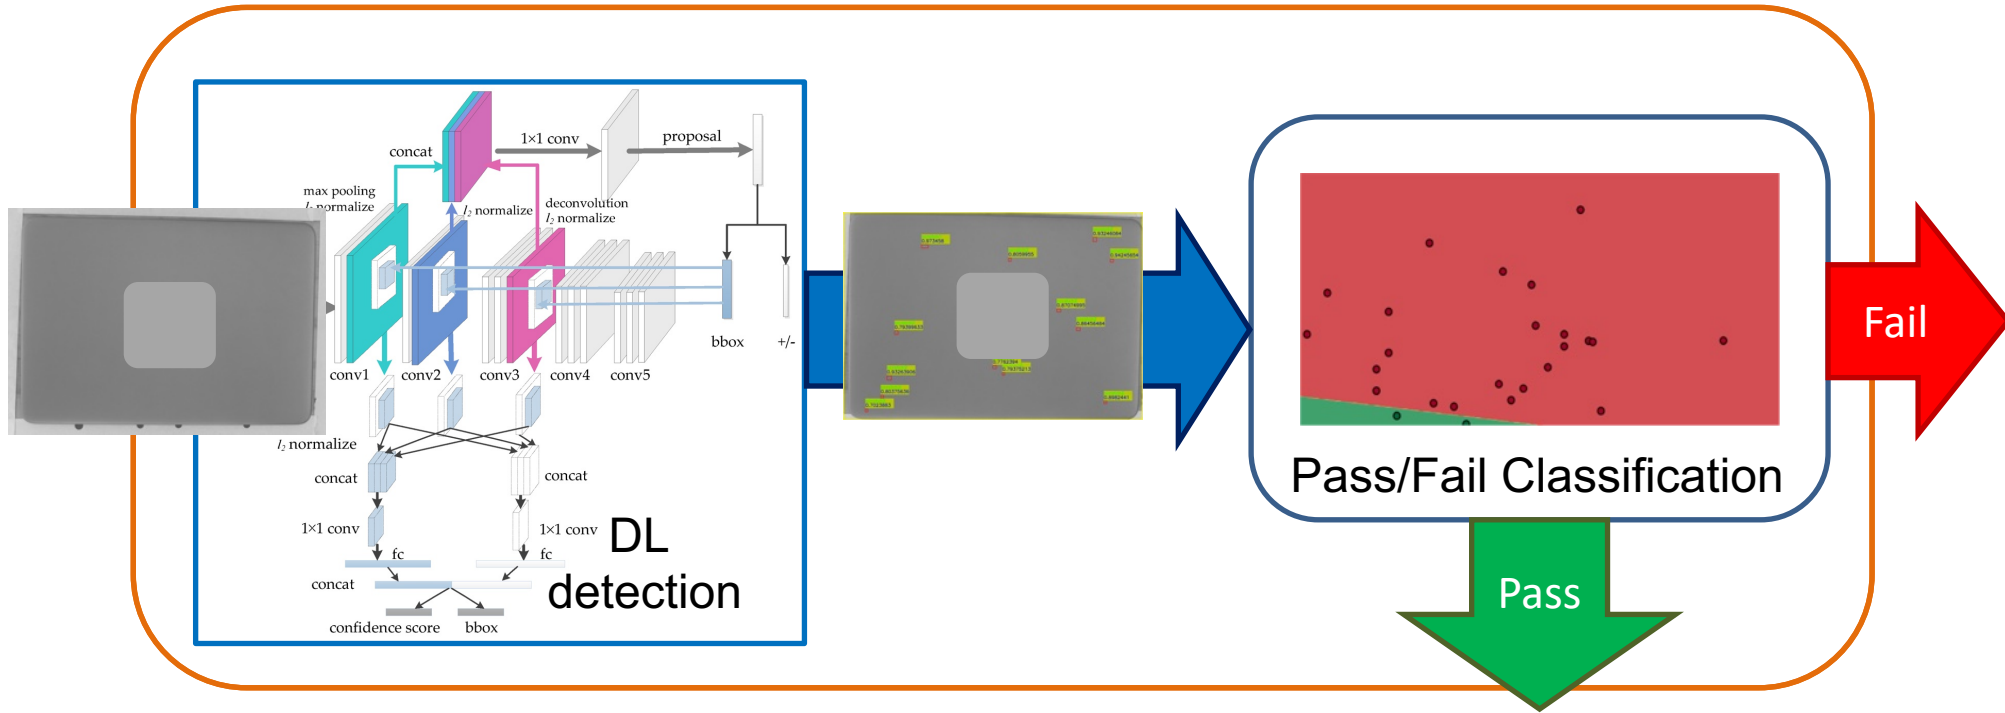 1×1 conv
proposal
concat
max pooling
normalize
l₂ normalize
deconvolution
l₂ normalize
conv1
conv2
conv3
conv4
conv5
bbox
+/-
l₂ normalize
concat
concat
1×1 conv
1×1 conv
fc
fc
concat
confidence score
bbox
DL
detection
Pass/Fail Classification
Fail
Pass